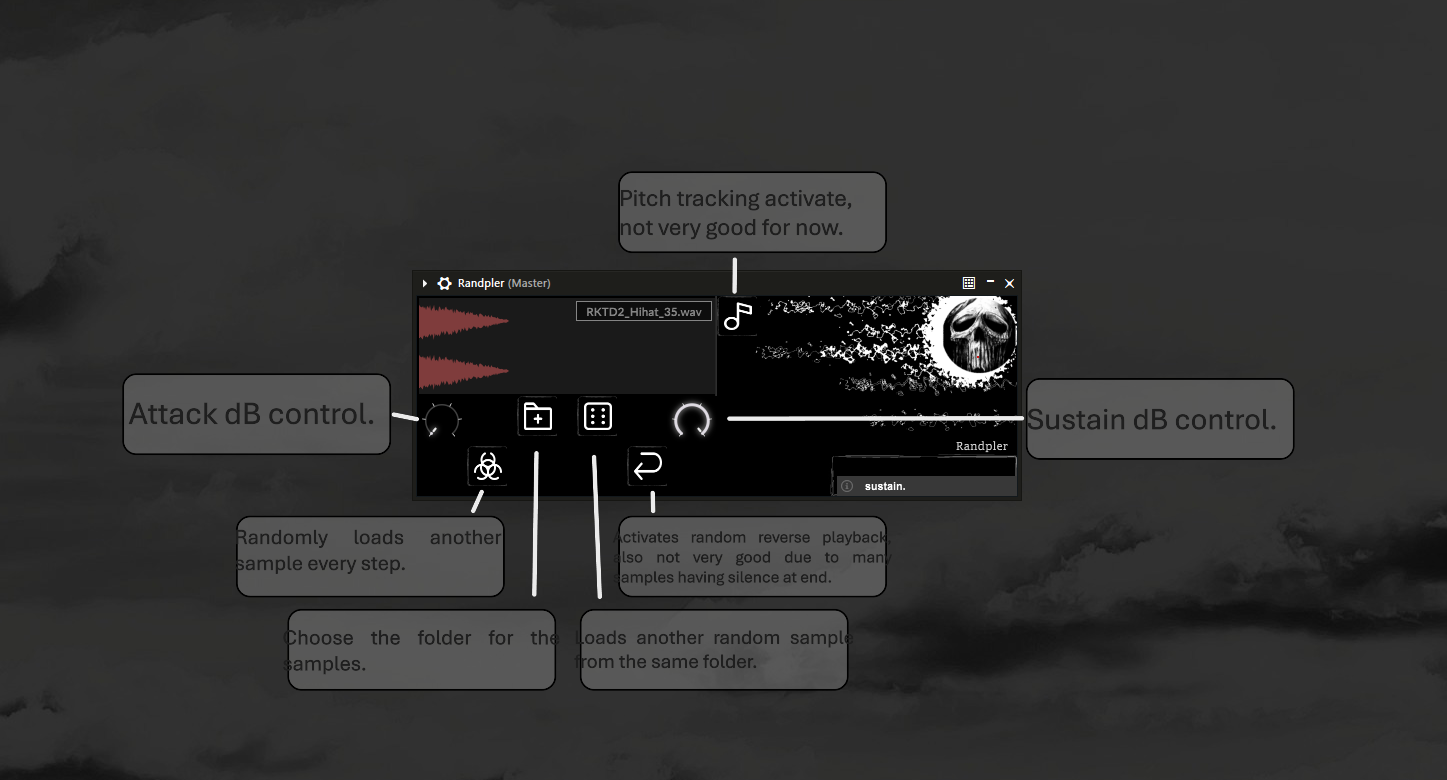 Pitch tracking activate,
not very good for now.
Randpler (Master)
RKTD2_Hihat_35.wav
Attack dB control.
Sustain dB control.
Randpler
sustain.
Randomly loads another
sample every step.
Activates random reverse playback,
also not very good due to many
samples having silence at end.
Choose the folder for the
samples.
Loads another random sample
from the same folder.